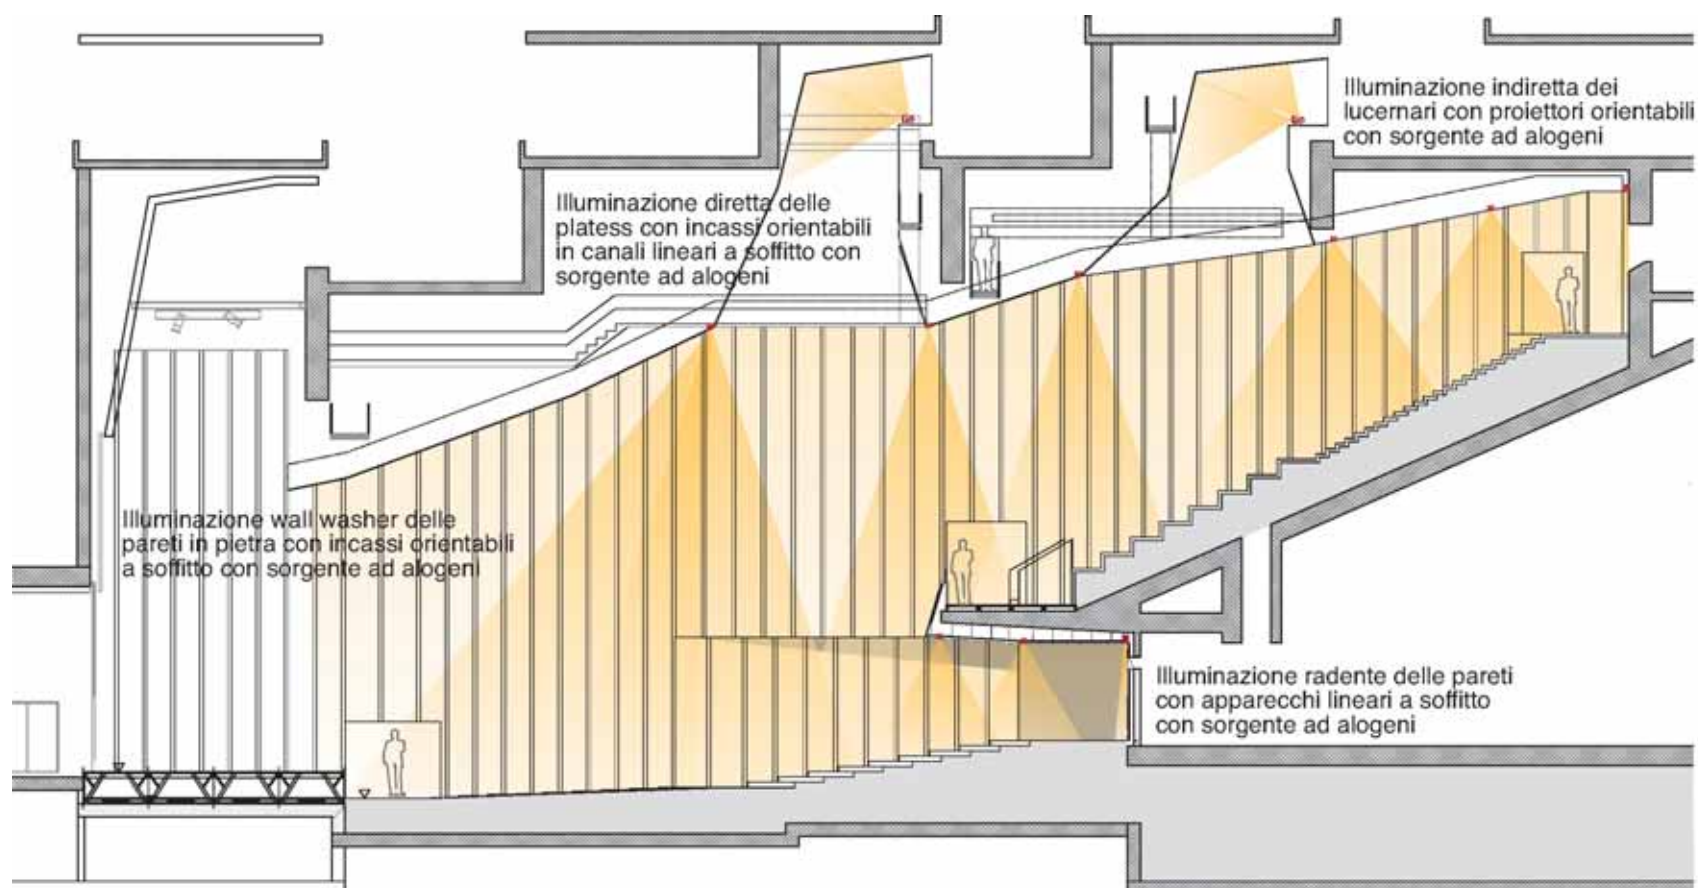 Illuminazione indiretta dei
lucernari con proiettori orientabili
con sorgente ad alogeni
Illuminazione diretta delle
platess con incassi orientabili
in canali lineari a soffitto con
sorgente ad alogeni
Illuminazione wall washer delle
pareti in pietra con incassi orientabili
a soffitto con sorgente ad alogeni
Illuminazione radente delle pareti
con apparecchi lineari a soffitto
con sorgente ad alogeni